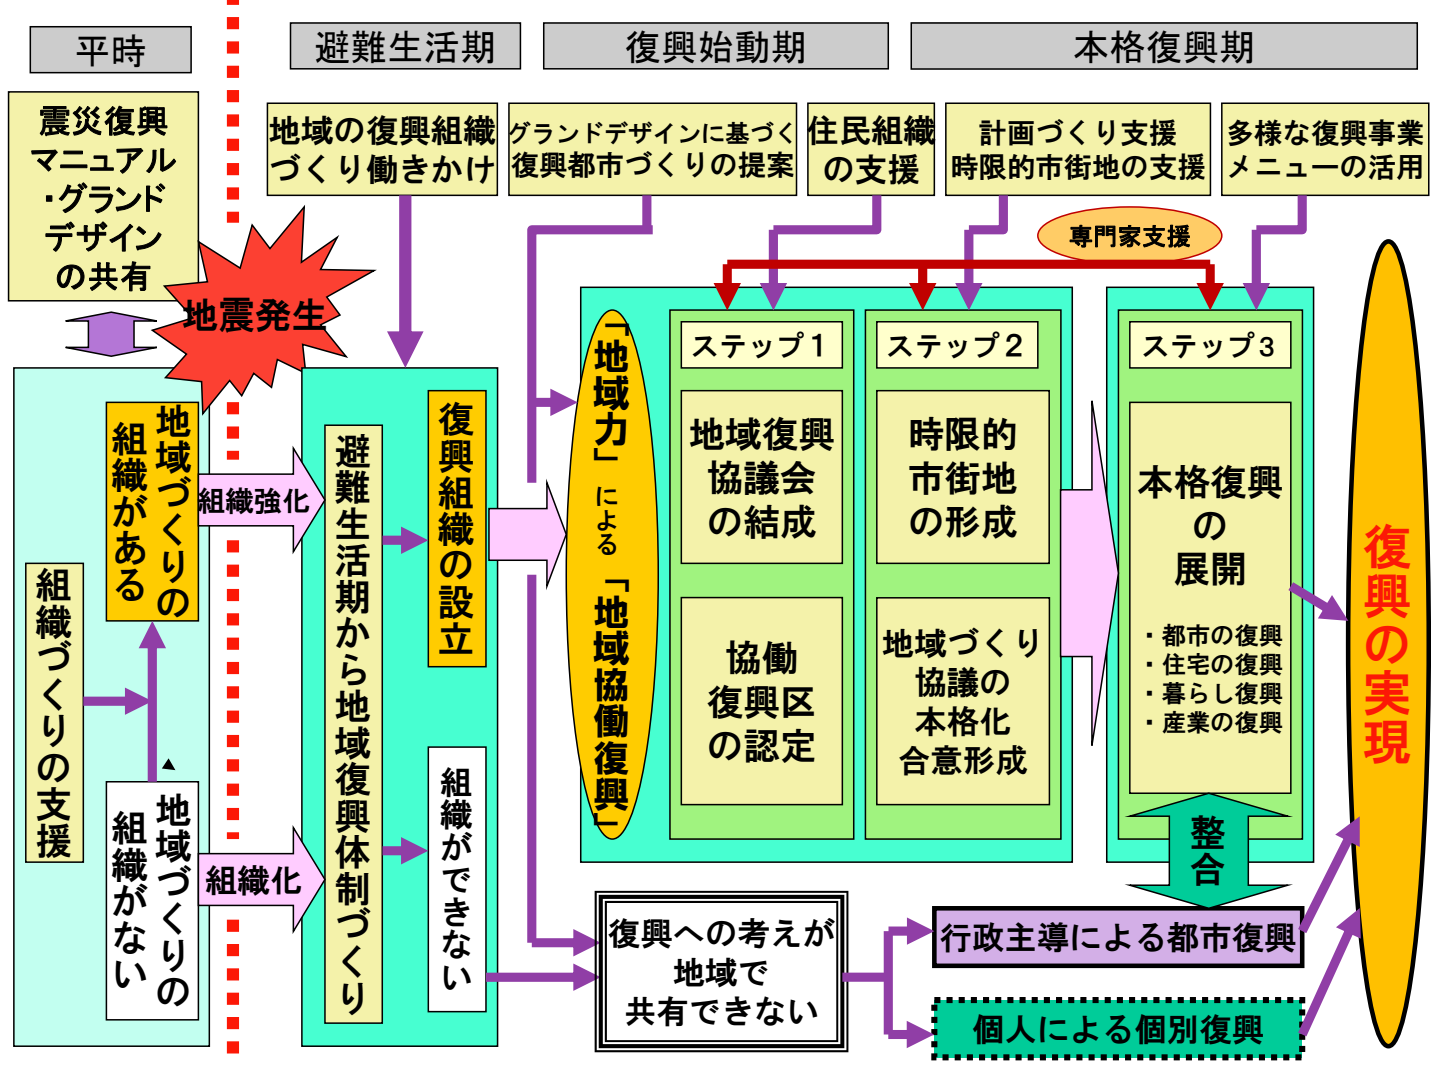 平時
避難生活期
復興始動期
本格復興期
震災復興
マニュアル
・グランド
デザイン
の共有
地域の復興組織
づくり働きかけ
グランドデザインに基づく
復興都市づくりの提案
住民組織
の支援
計画づくり支援
時限的市街地の支援
多様な復興事業
メニューの活用
専門家支援
地震発生
地域づくりの
組織がある
組織づくりの支援
地域づくりの
組織がない
組織強化
組織化
避難生活期から地域復興体制づくり
復興組織の設立
組織ができない
「地域力」による「地域協働復興」
ステップ１
地域復興
協議会
の結成
協働
復興区
の認定
ステップ２
時限的
市街地
の形成
地域づくり
協議の
本格化
合意形成
ステップ３
本格復興
の
展開
・都市の復興
・住宅の復興
・暮らし復興
・産業の復興
整合
復興への考えが
地域で
共有できない
行政主導による都市復興
個人による個別復興
復興の実現